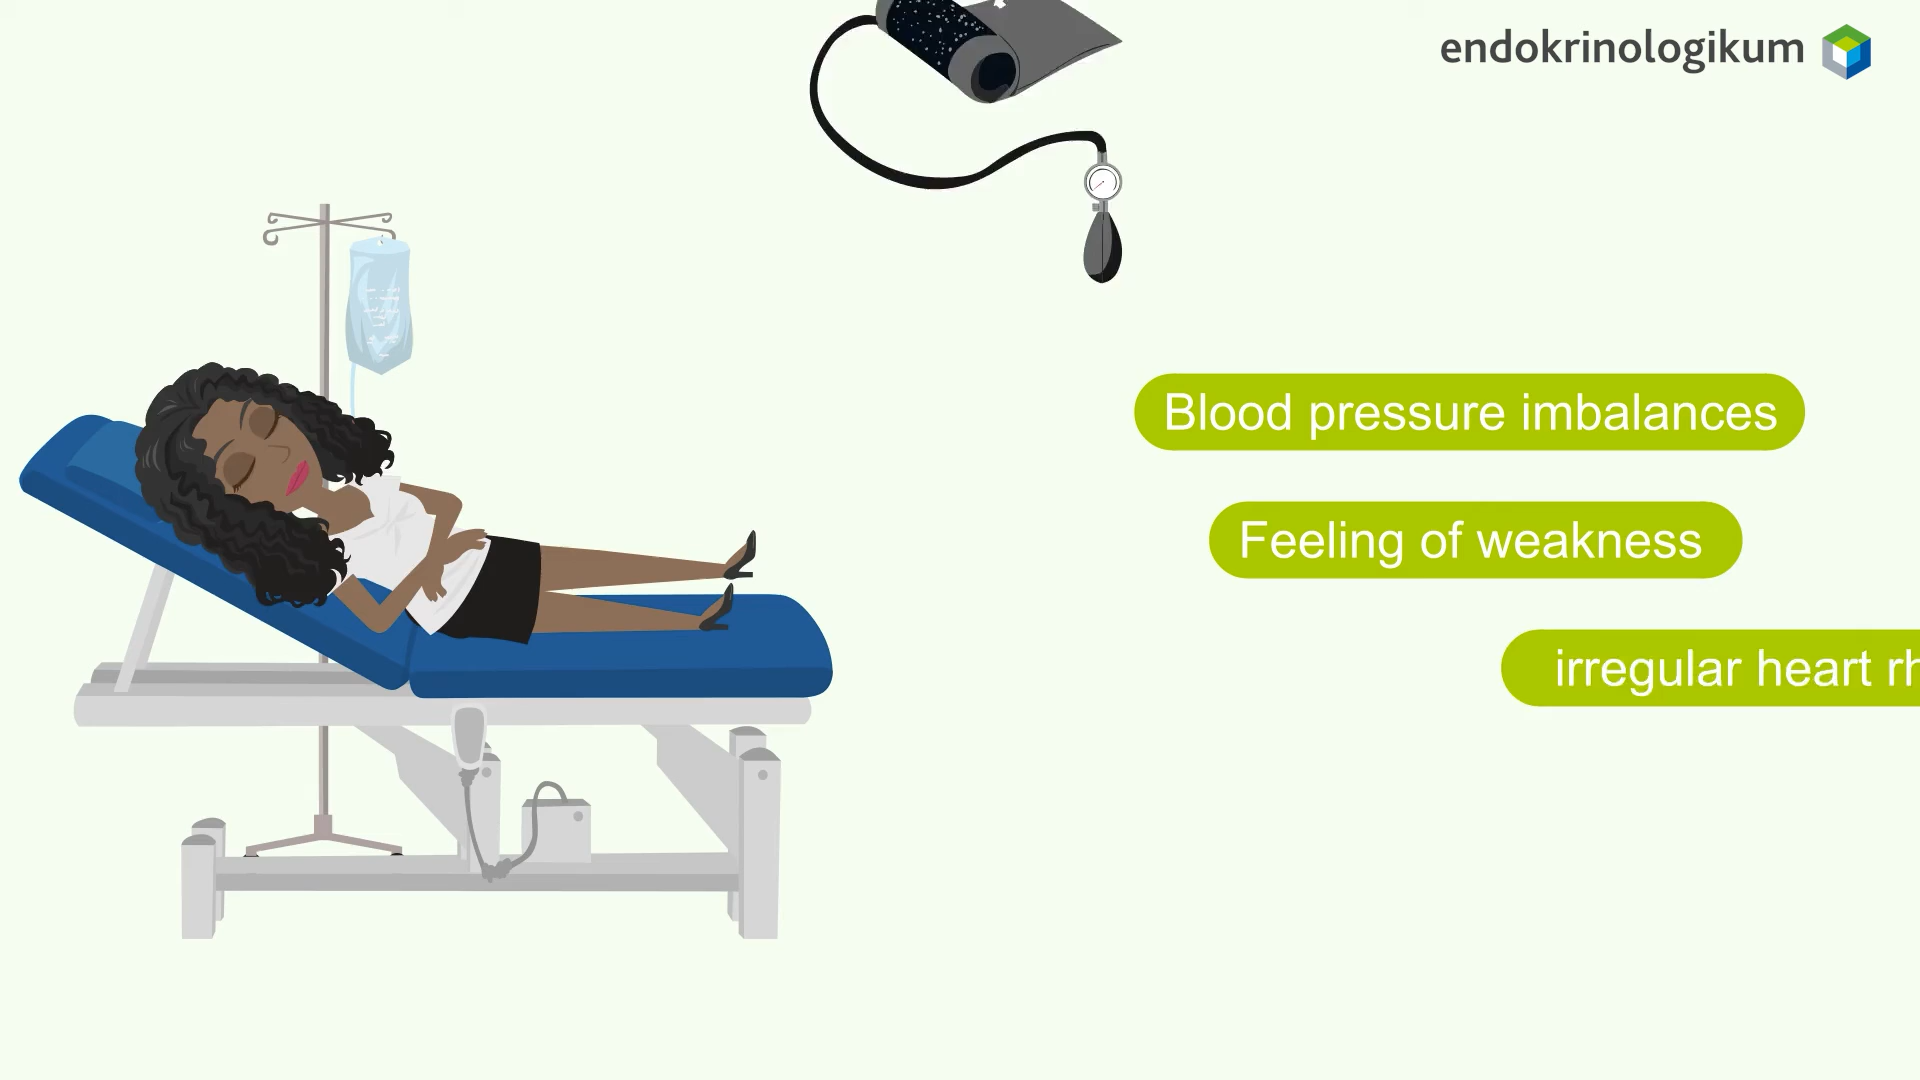 endokrinologikum
Blood pressure imbalances
Feeling of weakness
irregular heart